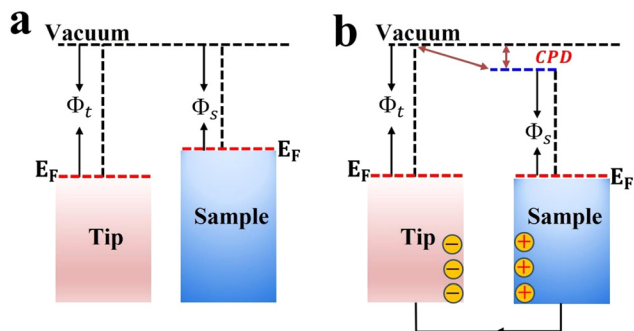 a
Vacuum
Φt
Φs
EF
EF
Tip
Sample
b
Vacuum
CPD
Φt
Φs
EF
EF
Tip
Sample
−
−
−
+
+
+